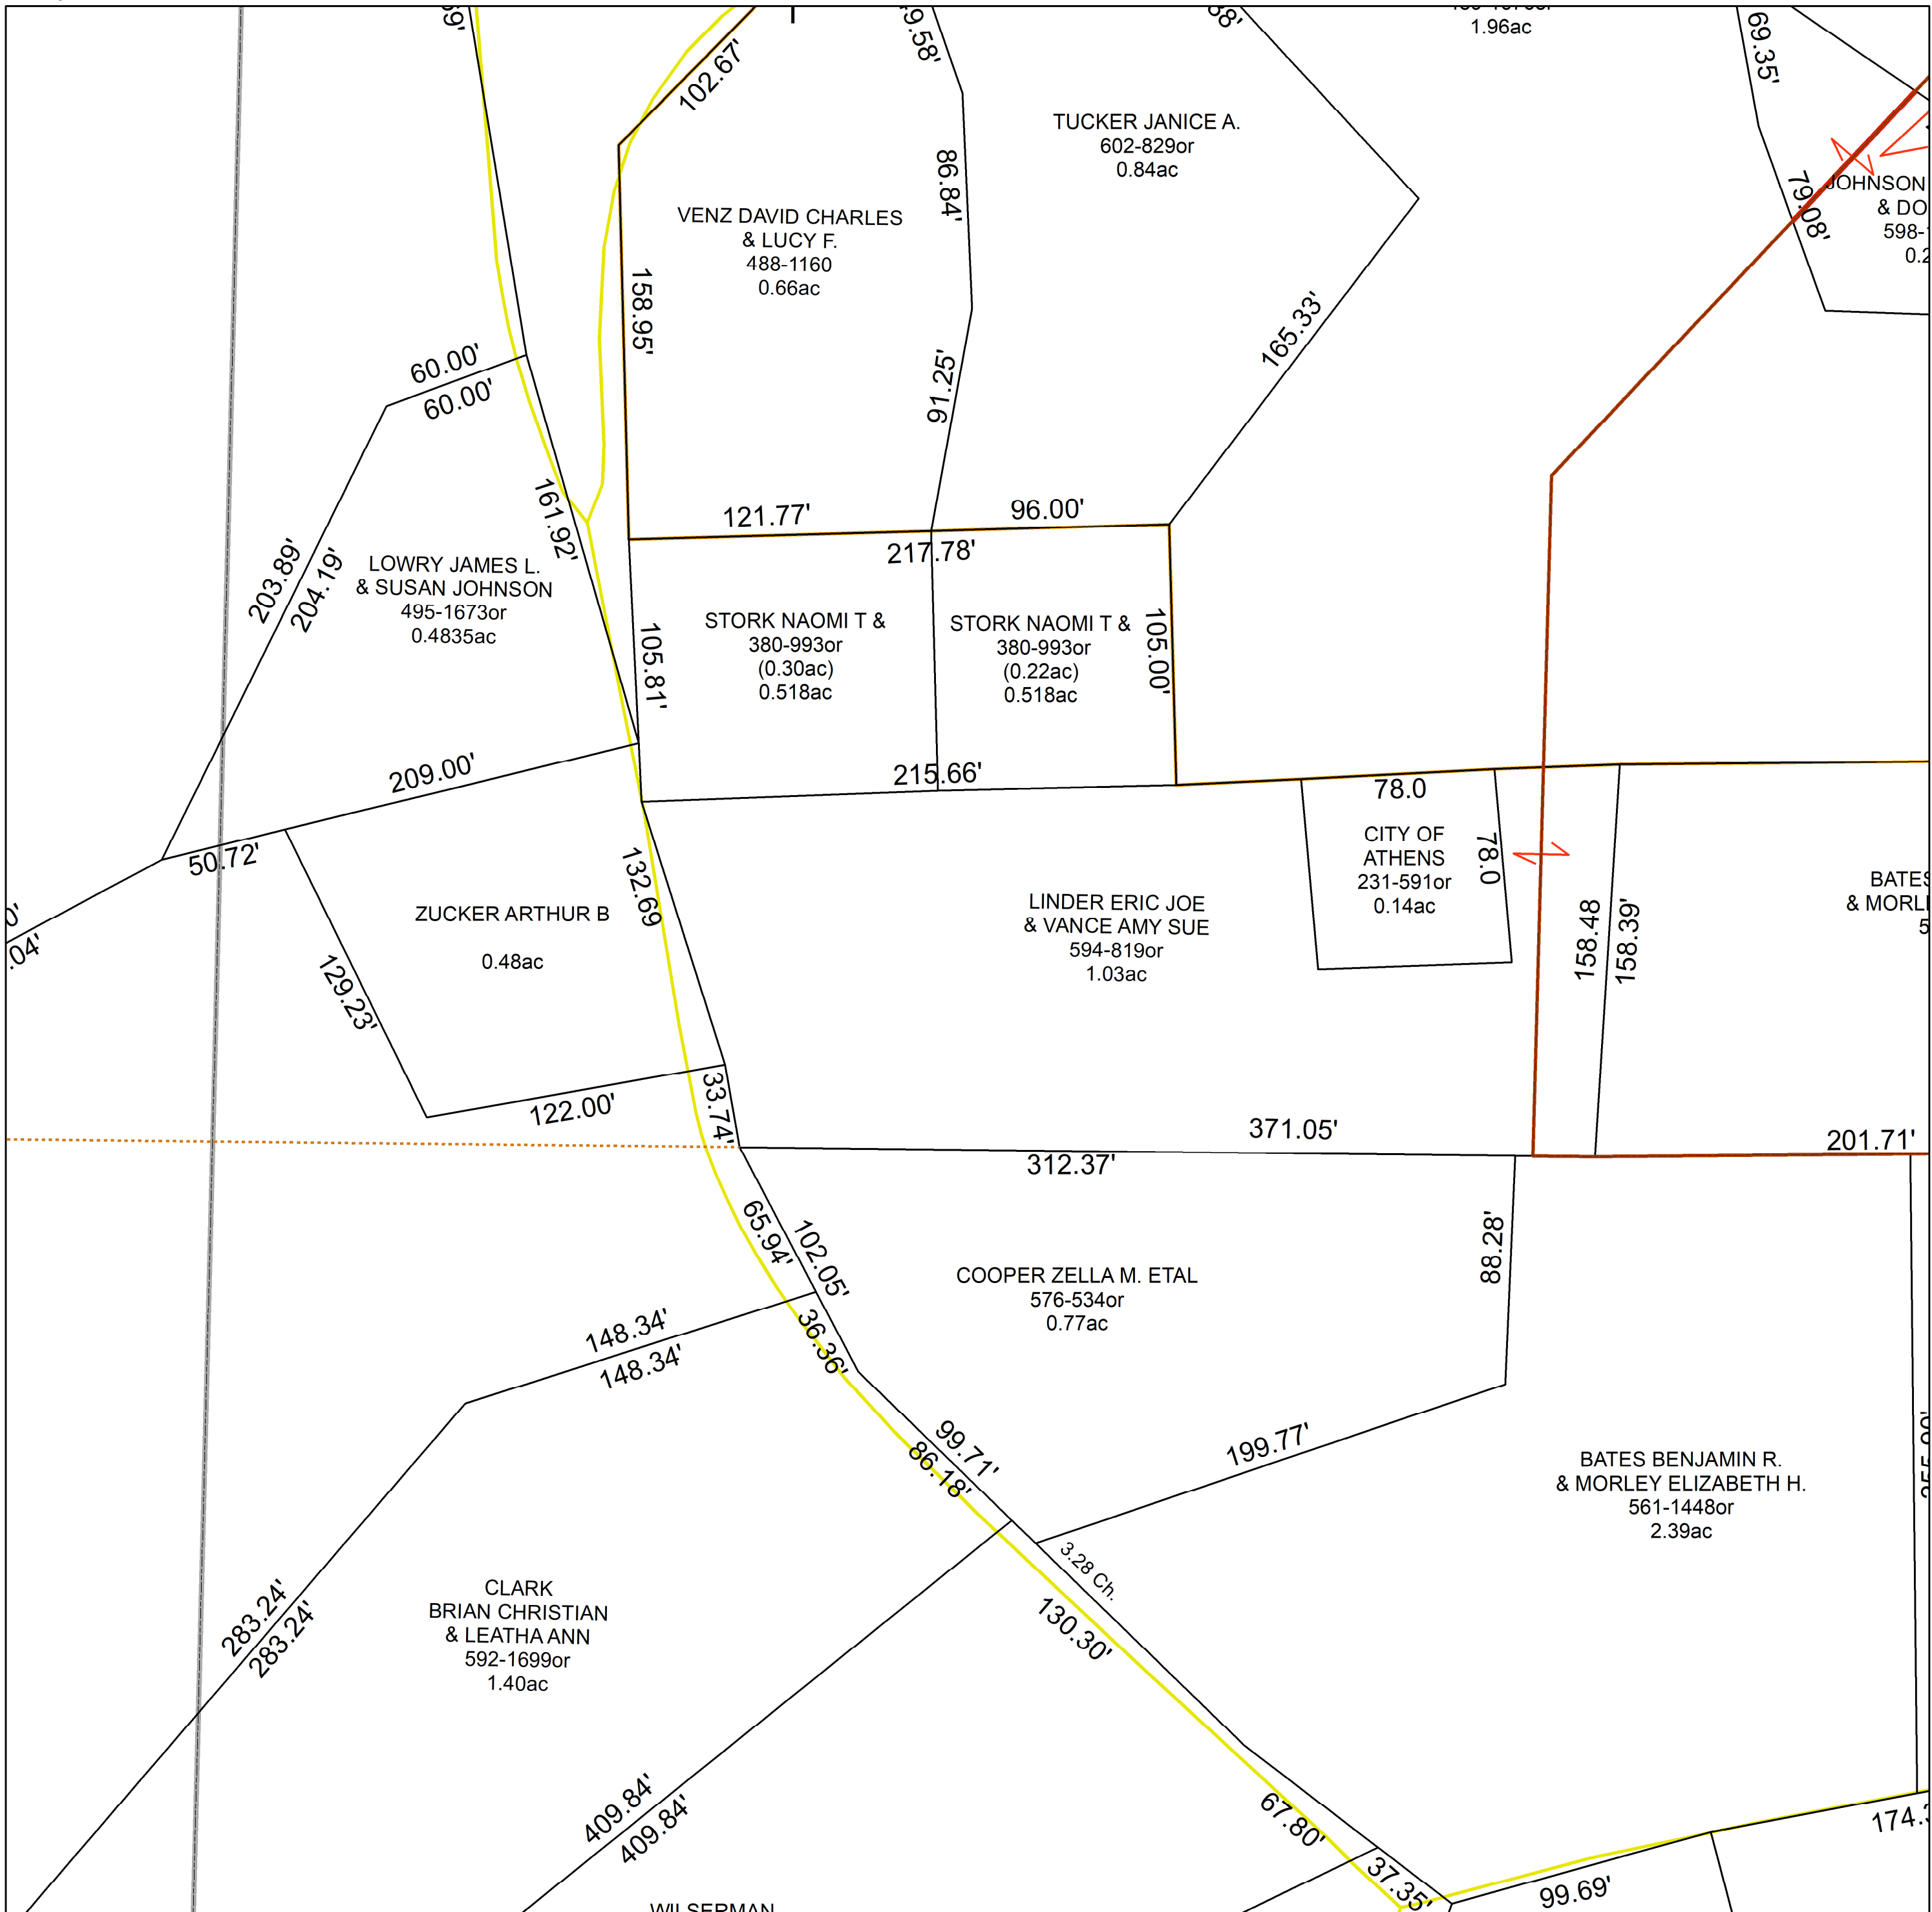 1.96ac
69.35'
102.67'
TUCKER JANICE A.
602-829or
0.84ac
86.84'
79.08'
JOHNSON
& DO
VENZ DAVID CHARLES
& LUCY F.
488-1160
0.66ac
158.95'
165.33'
91.25'
60.00'
60.00'
121.77'
96.00'
217.78'
161.92'
203.89'
204.19'
LOWRY JAMES L.
& SUSAN JOHNSON
495-1673or
0.4835ac
105.81'
STORK NAOMI T &
380-993or
(0.30ac)
0.518ac
STORK NAOMI T &
380-993or
(0.22ac)
0.518ac
105.00'
209.00'
215.66'
50.72'
78.0
CITY OF
ATHENS
231-591or
0.14ac
78.0
132.69
ZUCKER ARTHUR B
0.48ac
LINDER ERIC JOE
& VANCE AMY SUE
594-819or
1.03ac
158.48
158.39'
BATES
& MORL
129.23'
.04'
122.00'
33.74'
371.05'
312.37'
201.71'
65.94'
102.05'
COOPER ZELLA M. ETAL
576-534or
0.77ac
88.28'
148.34'
148.34'
36.36'
99.71'
86.18'
199.77'
BATES BENJAMIN R.
& MORLEY ELIZABETH H.
561-1448or
2.39ac
3.28 Ch.
130.30'
CLARK
BRIAN CHRISTIAN
& LEATHA ANN
592-1699or
1.40ac
283.24'
283.24'
409.84'
409.84'
67.80'
37.35'
99.69'
174.3
WILSERMAN